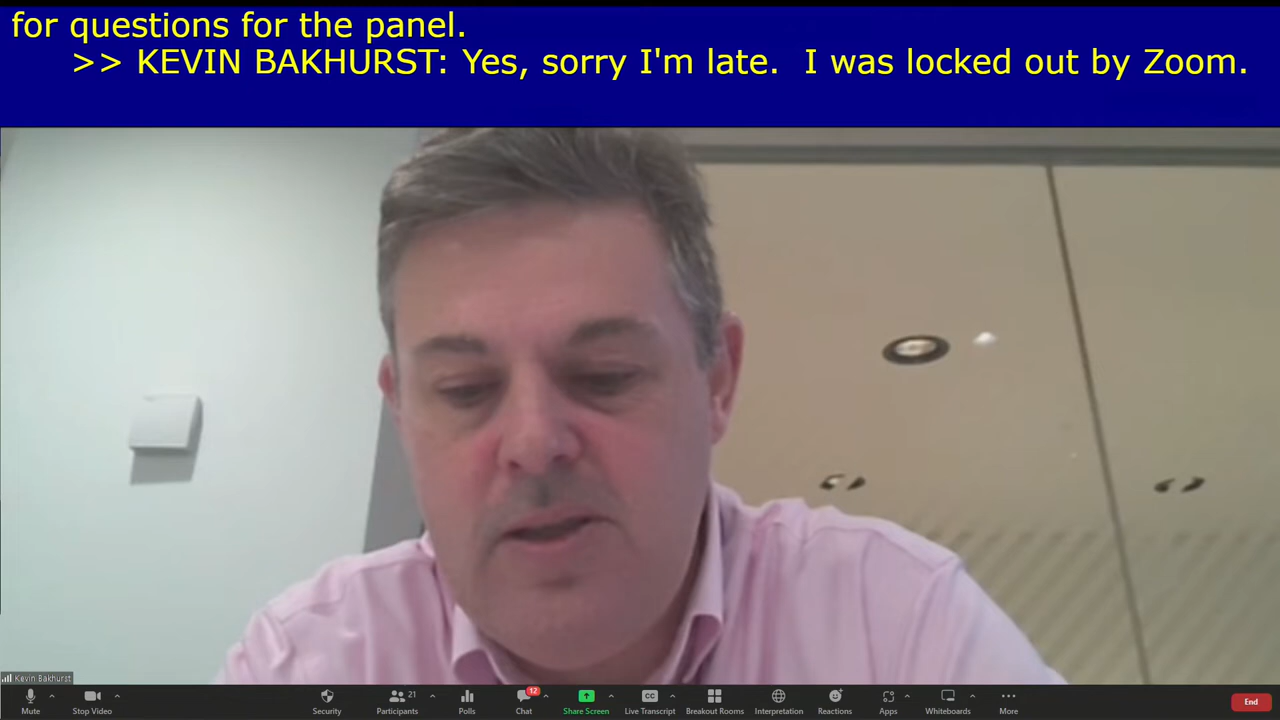 for questions for the panel.
>> KEVIN BAKHURST: Yes, sorry I'm late.  I was locked out by Zoom.
Kevin Bakhurst
21
12
Mute
Stop Video
Security
Participants
Polls
Chat
Share Screen
CC
Live Transcript
Breakout Rooms
Interpretation
Reactions
Apps
Whiteboards
More
End